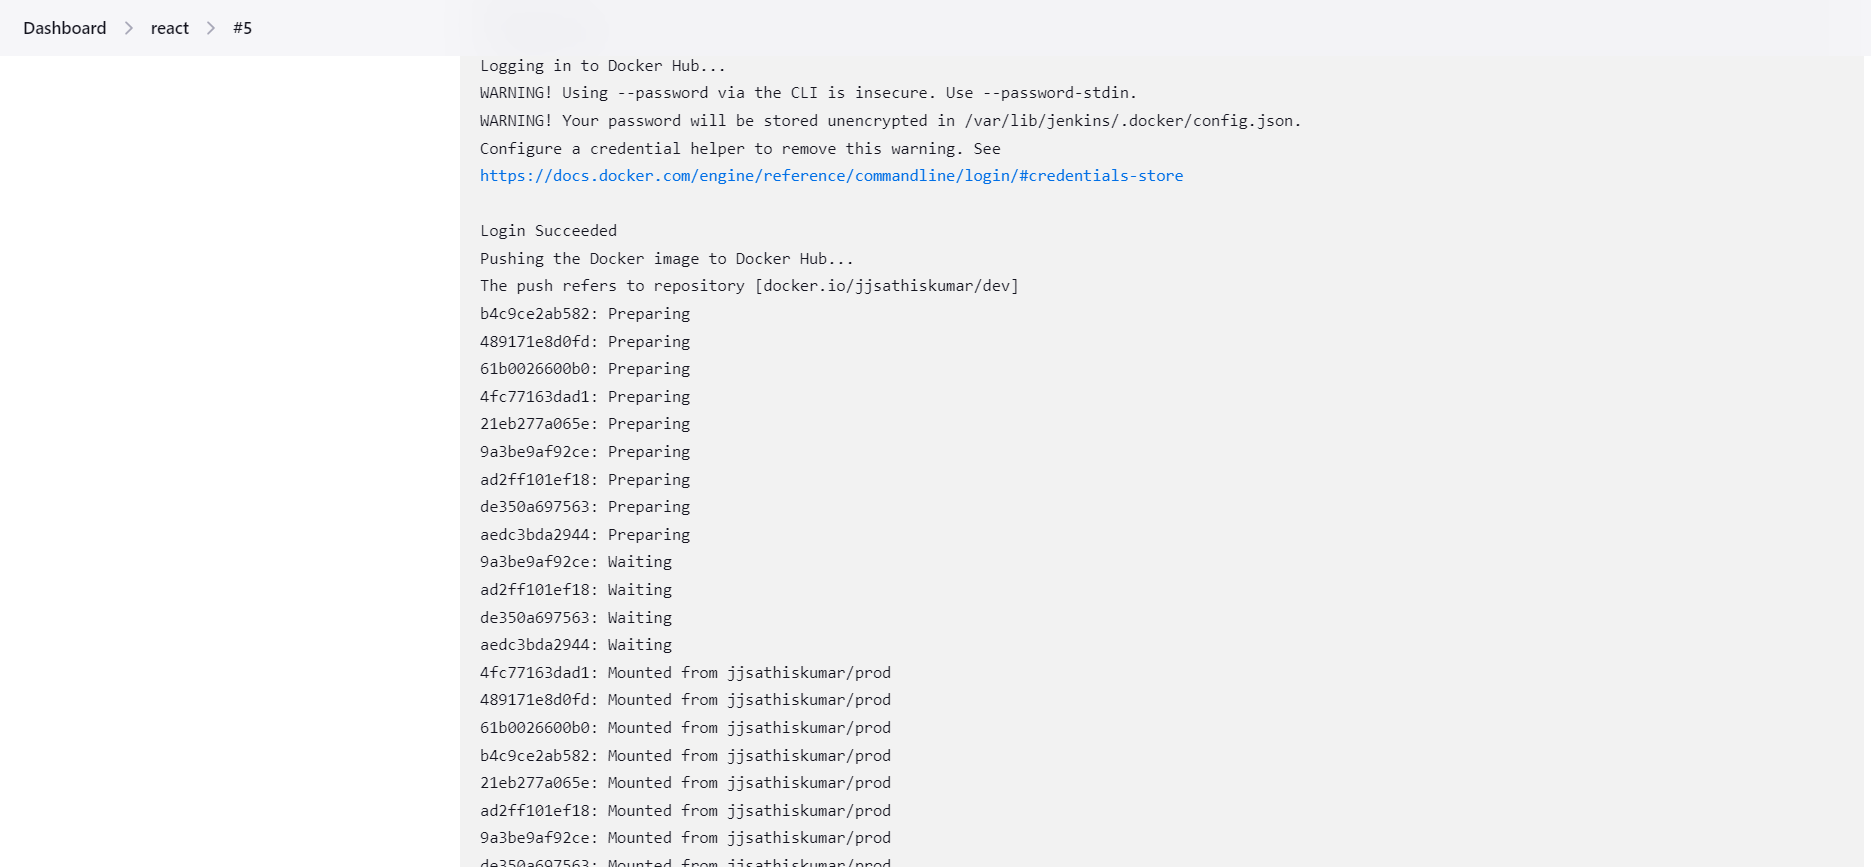 Dashboard > react > #5
Logging in to Docker Hub...
WARNING! Using --password via the CLI is insecure. Use --password-stdin.
WARNING! Your password will be stored unencrypted in /var/lib/jenkins/.docker/config.json.
Configure a credential helper to remove this warning. See
https://docs.docker.com/engine/reference/commandline/login/#credentials-store
Login Succeeded
Pushing the Docker image to Docker Hub...
The push refers to repository [docker.io/jjsathiskumar/dev]
b4c9ce2ab582: Preparing
489171e8d0fd: Preparing
61b0026600b0: Preparing
4fc77163dad1: Preparing
21eb277a065e: Preparing
9a3be9af92ce: Preparing
ad2ff101ef18: Preparing
de350a697563: Preparing
aedc3bda2944: Preparing
9a3be9af92ce: Waiting
ad2ff101ef18: Waiting
de350a697563: Waiting
aedc3bda2944: Waiting
4fc77163dad1: Mounted from jjsathiskumar/prod
489171e8d0fd: Mounted from jjsathiskumar/prod
61b0026600b0: Mounted from jjsathiskumar/prod
b4c9ce2ab582: Mounted from jjsathiskumar/prod
21eb277a065e: Mounted from jjsathiskumar/prod
ad2ff101ef18: Mounted from jjsathiskumar/prod
9a3be9af92ce: Mounted from jjsathiskumar/prod
de350a697563: Mounted from jjsathiskumar/prod